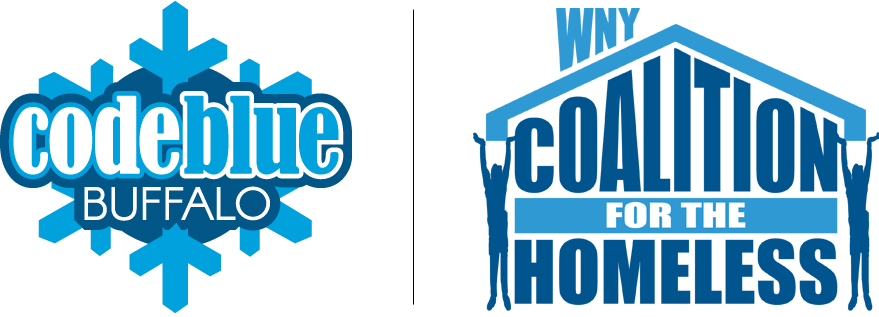 codeblue
BUFFALO
WNY
COALITION
FOR THE
HOMELESS